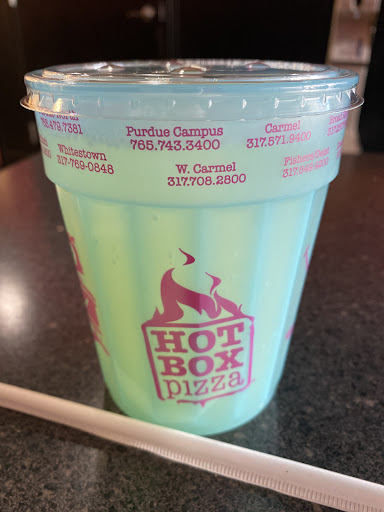 765.479.7381
Purdue Campus
765.743.3400
Carmel
317.571.9400
Whitestown
317-769-0848
W. Carmel
317.708.2800
HOT
BOX
pizza